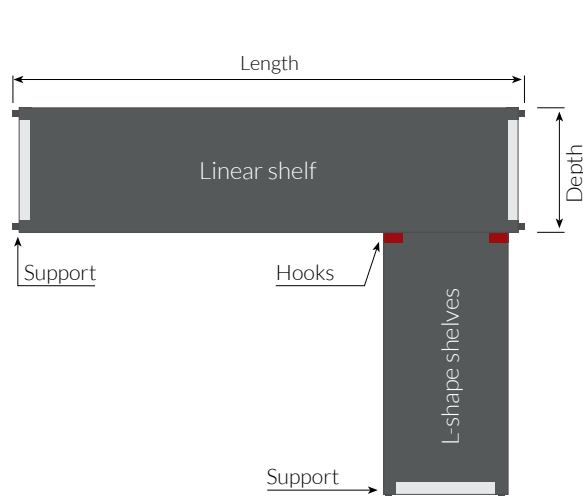 Length
Linear shelf
Depth
Support
Hooks
L-shape shelves
Support